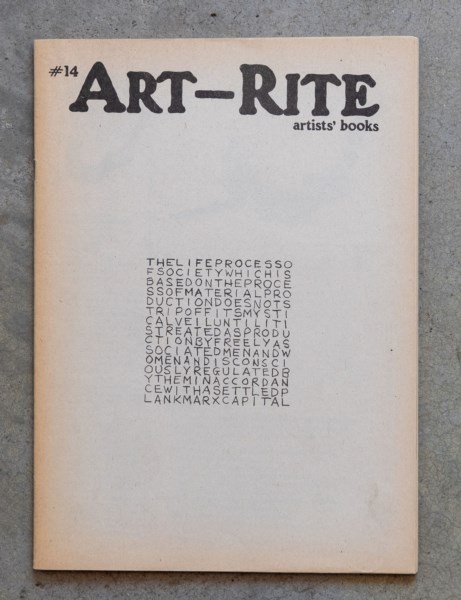 #14
ART—RITE
artists' books
THELIFEPROCESSO
FSOCIETYWHICHIS
BASEDONTHEPROCE
SSOFMATERIALPRO
DUCTIONDOESNOTS
TRIPOFFITSMYSTI
CALVEILUNTILITI
STREATEDASPRODU
CTIONBYFREELYAS
SOCIATEDMENANDW
OMENANDISCONSCI
OUSLYREGULATEDB
YTHEMINACCORDAN
CEWITHASETTLEDP
LANKMARXCAPITAL